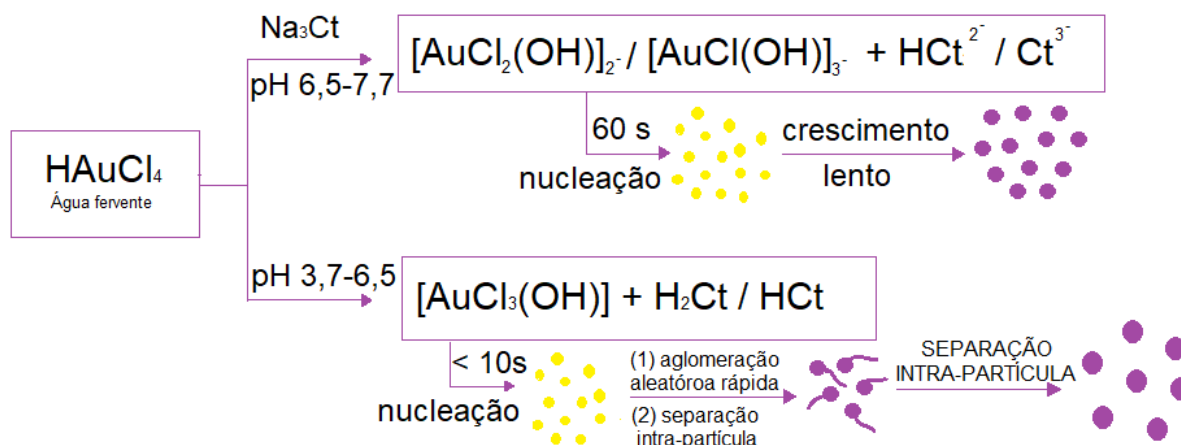 Na₃Ct
pH 6,5-7,7
[AuCl₂(OH)]₂- / [AuCl(OH)]₃- + HCt²⁻ / Ct³⁻
60 s
nucleação
crescimento
lento
HAuCl₄
Água fervente
pH 3,7-6,5
[AuCl₃(OH)] + H₂Ct / HCt
< 10s
nucleação
(1) aglomeração
aleatóroa rápida
(2) separação
intra-partícula
SEPARAÇÃO
INTRA-PARTÍCULA